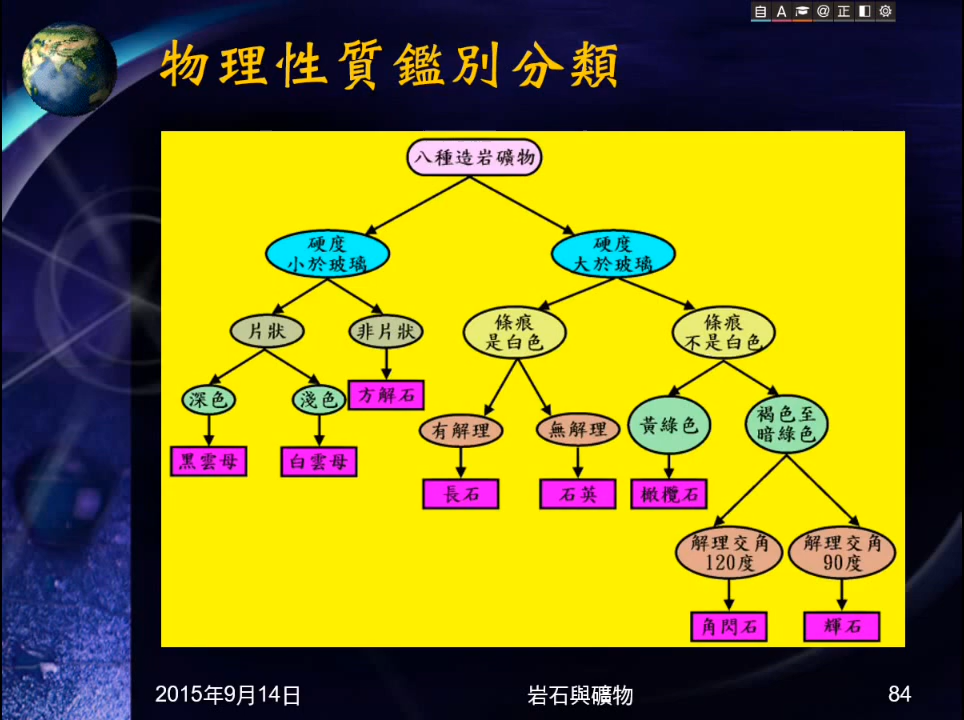 自 A @ 正
物理性質鑑別分類
八種造岩礦物
硬度
小於玻璃
硬度
大於玻璃
片狀
非片狀
條痕
是白色
條痕
不是白色
深色
淺色
方解石
有解理
無解理
黃綠色
褐色至
暗綠色
黑雲母
白雲母
長石
石英
橄欖石
解理交角
120度
解理交角
90度
角閃石
輝石
2015年9月14日
岩石與礦物
84